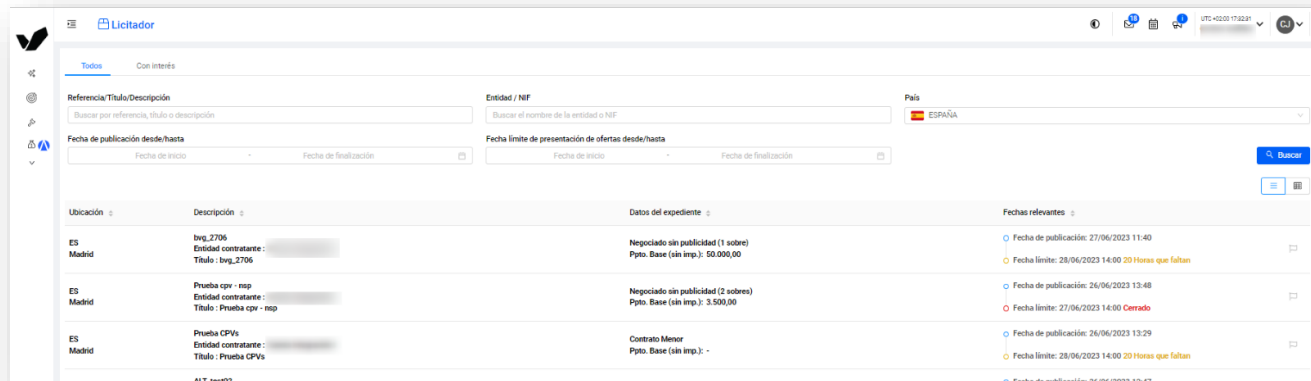 Licitador
18
1
UTC +02:00 17:32:31
CJ
Todos Con interés
Referencia/Título/Descripción Entidad / NIF País
Buscar por referencia, título o descripción Buscar el nombre de la entidad o NIF ESPAÑA
Fecha de publicación desde/hasta Fecha límite de presentación de ofertas desde/hasta
Fecha de inicio - Fecha de finalización Fecha de inicio - Fecha de finalización Buscar
Ubicación Descripción Datos del expediente Fechas relevantes
ES
Madrid
bvg_2706
Entidad contratante :
Título : bvg_2706
Negociado sin publicidad (1 sobre)
Ppto. Base (sin imp.): 50.000,00
Fecha de publicación: 27/06/2023 11:40
Fecha límite: 28/06/2023 14:00 20 Horas que faltan
ES
Madrid
Prueba cpv - nsp
Entidad contratante :
Título : Prueba cpv - nsp
Negociado sin publicidad (2 sobres)
Ppto. Base (sin imp.): 3.500,00
Fecha de publicación: 26/06/2023 13:48
Fecha límite: 27/06/2023 14:00 Cerrado
ES
Madrid
Prueba CPVs
Entidad contratante :
Título : Prueba CPVs
Contrato Menor
Ppto. Base (sin imp.): -
Fecha de publicación: 26/06/2023 13:29
Fecha límite: 28/06/2023 14:00 20 Horas que faltan